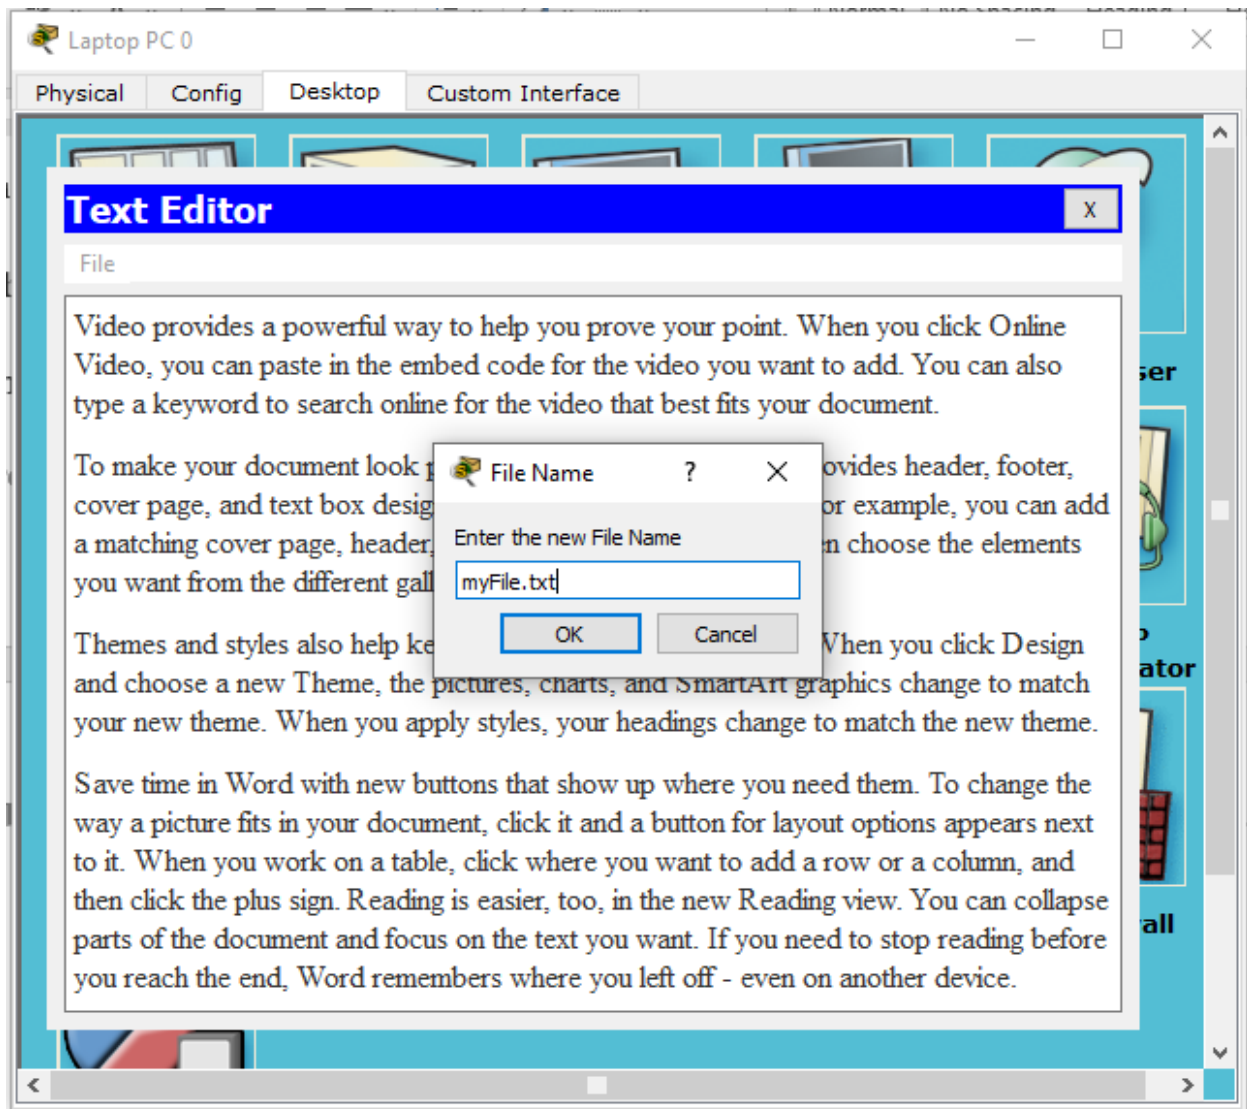 Normal
No Spacing
Heading 1
Laptop PC 0
Physical
Config
Desktop
Custom Interface
Text Editor
X
File
Video provides a powerful way to help you prove your point. When you click Online
Video, you can paste in the embed code for the video you want to add. You can also
type a keyword to search online for the video that best fits your document.
To make your document look
ovides header, footer,
cover page, and text box desig
or example, you can add
a matching cover page, header,
en choose the elements
you want from the different gall
Themes and styles also help ke
When you click Design
and choose a new Theme, the pictures, charts, and SmartArt graphics change to match
your new theme. When you apply styles, your headings change to match the new theme.
Save time in Word with new buttons that show up where you need them. To change the
way a picture fits in your document, click it and a button for layout options appears next
to it. When you work on a table, click where you want to add a row or a column, and
then click the plus sign. Reading is easier, too, in the new Reading view. You can collapse
parts of the document and focus on the text you want. If you need to stop reading before
you reach the end, Word remembers where you left off - even on another device.
File Name
?
Enter the new File Name
myFile.txt
OK
Cancel
ser
ator
all